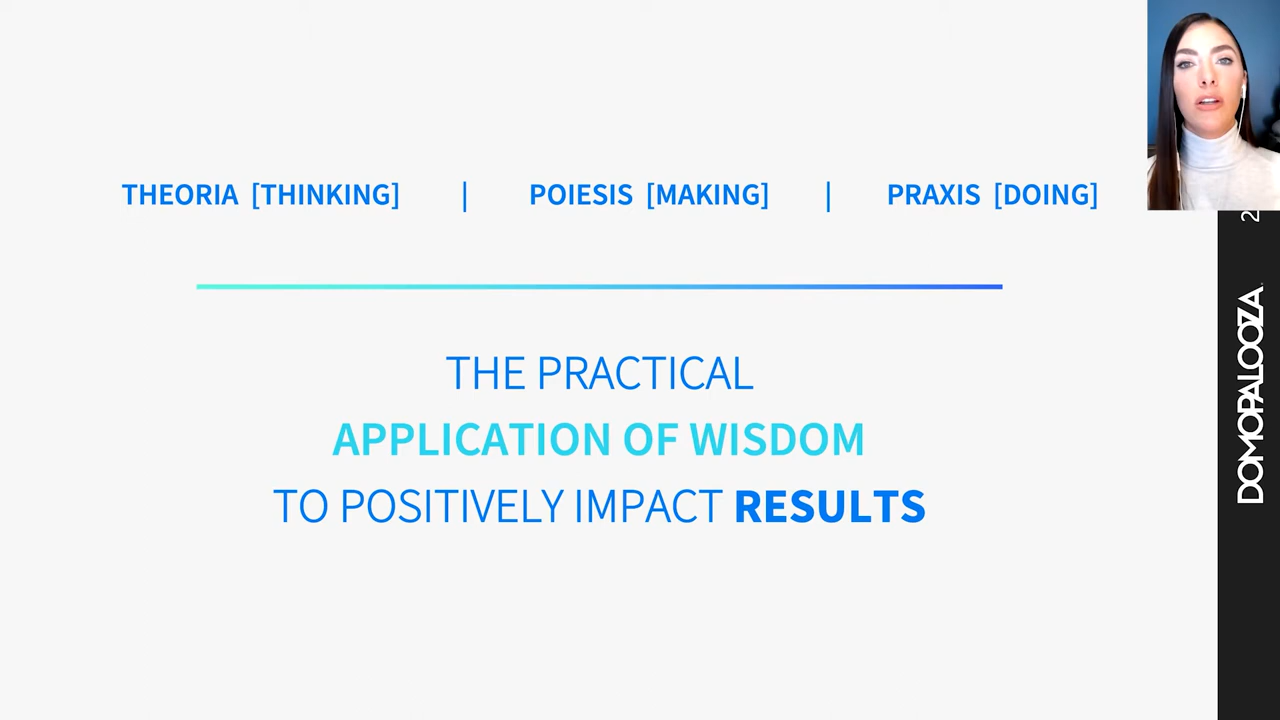 THEORIA [THINKING] | POIESIS [MAKING] | PRAXIS [DOING]
THE PRACTICAL
APPLICATION OF WISDOM
TO POSITIVELY IMPACT RESULTS
DOMOPALOOZA